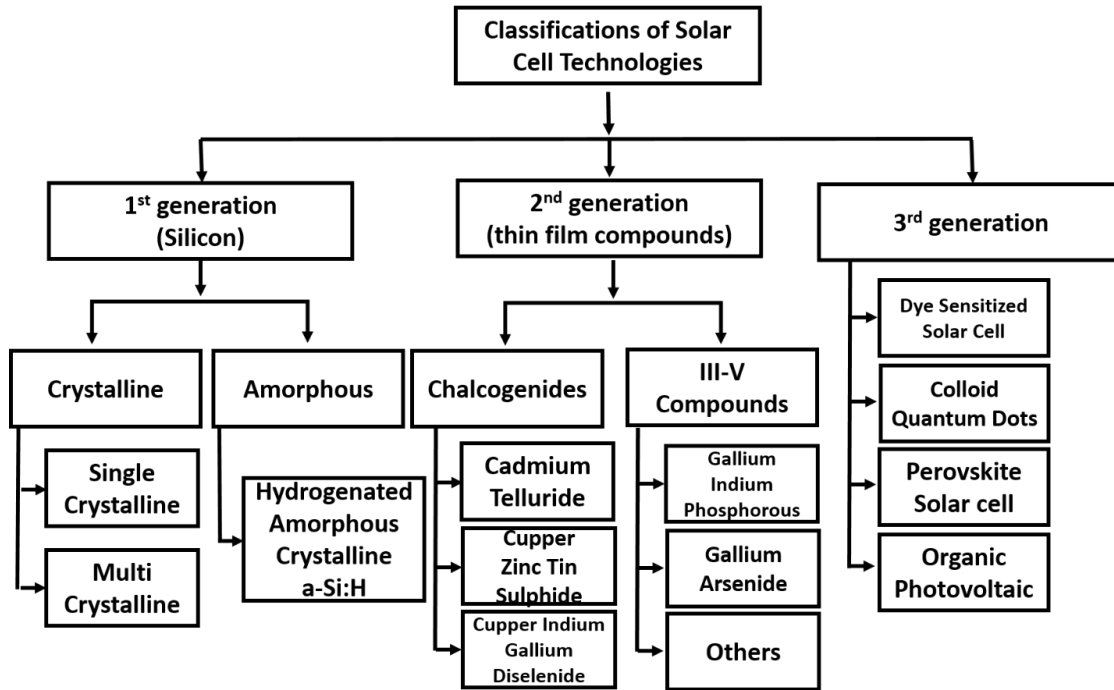 Classifications of Solar
Cell Technologies
1st generation
(Silicon)
2nd generation
(thin film compounds)
3rd generation
Crystalline
Single
Crystalline
Multi
Crystalline
Amorphous
Hydrogenated
Amorphous
Crystalline
a-Si:H
Chalcogenides
Cadmium
Telluride
Cupper
Zinc Tin
Sulphide
Cupper Indium
Gallium
Diselenide
III-V
Compounds
Gallium
Indium
Phosphorous
Gallium
Arsenide
Others
Dye Sensitized
Solar Cell
Colloid
Quantum Dots
Perovskite
Solar cell
Organic
Photovoltaic